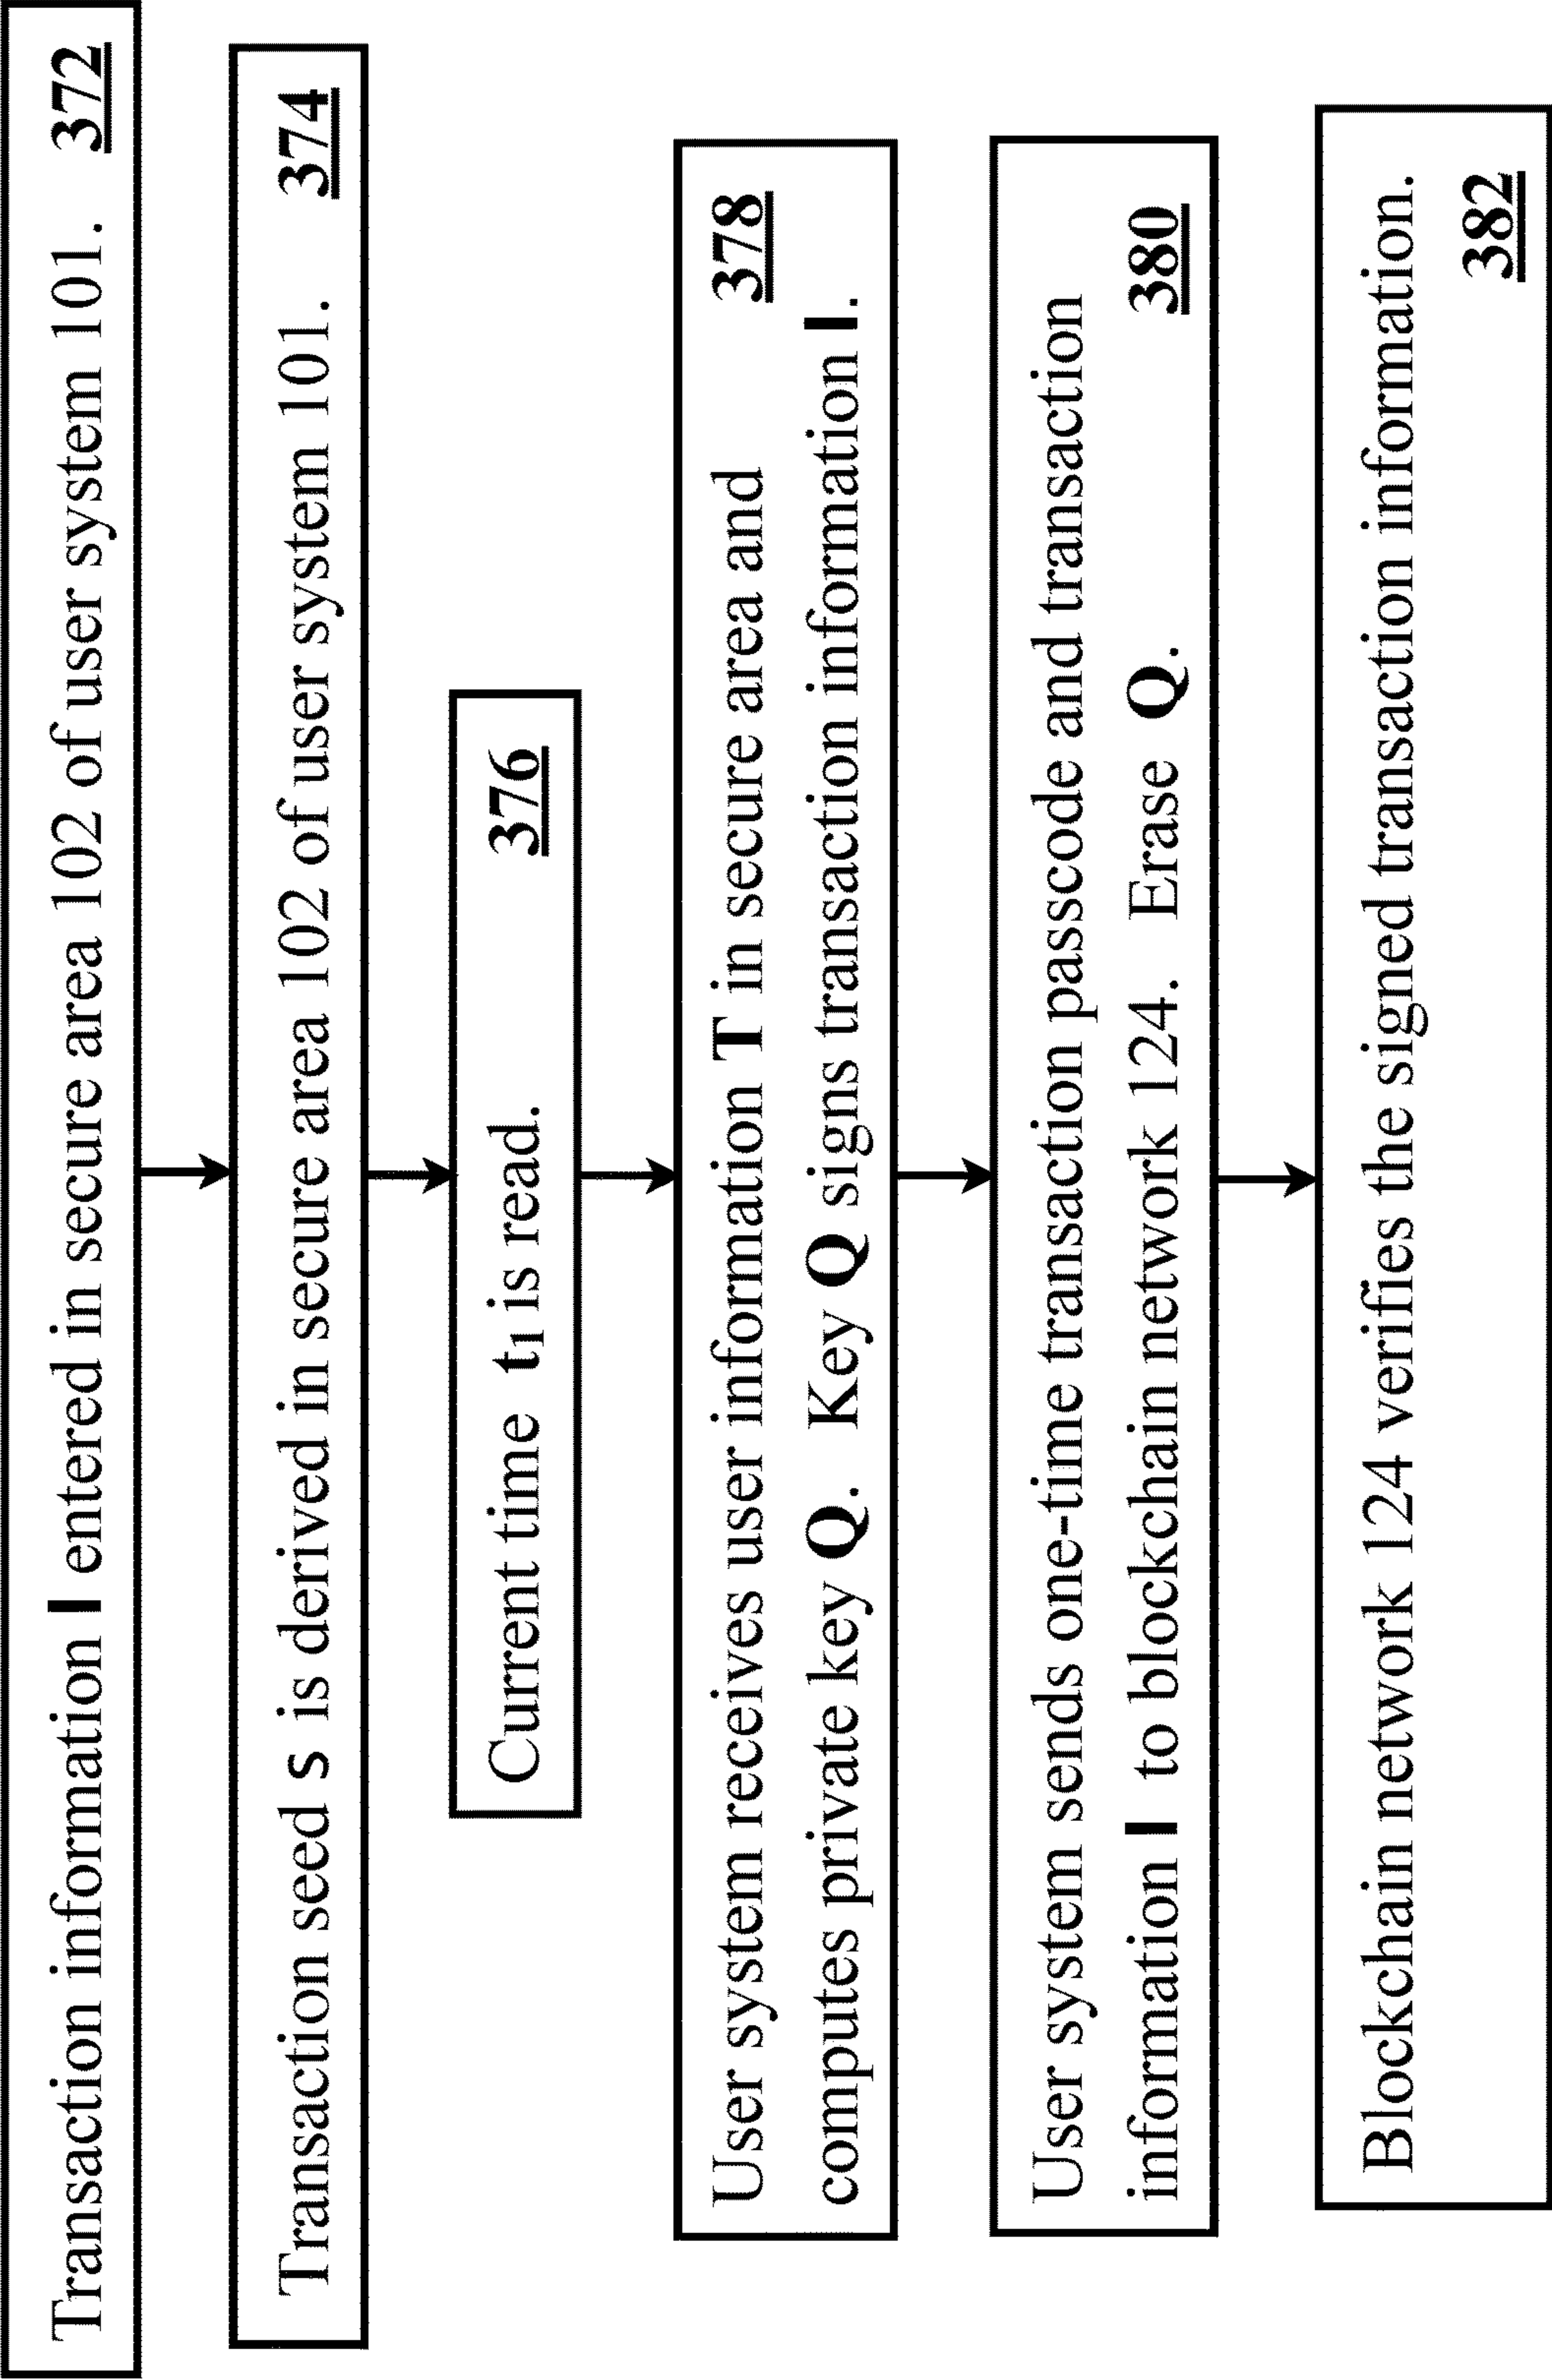 Transaction information I entered in secure area 102 of user system 101. 372
Transaction seed s is derived in secure area 102 of user system 101. 374
Current time t1 is read. 376
User system receives user information T in secure area and 378
computes private key Q. Key Q signs transaction information I.
User system sends one-time transaction passcode and transaction
information I to blockchain network 124. Erase Q. 380
Blockchain network 124 verifies the signed transaction information.
382